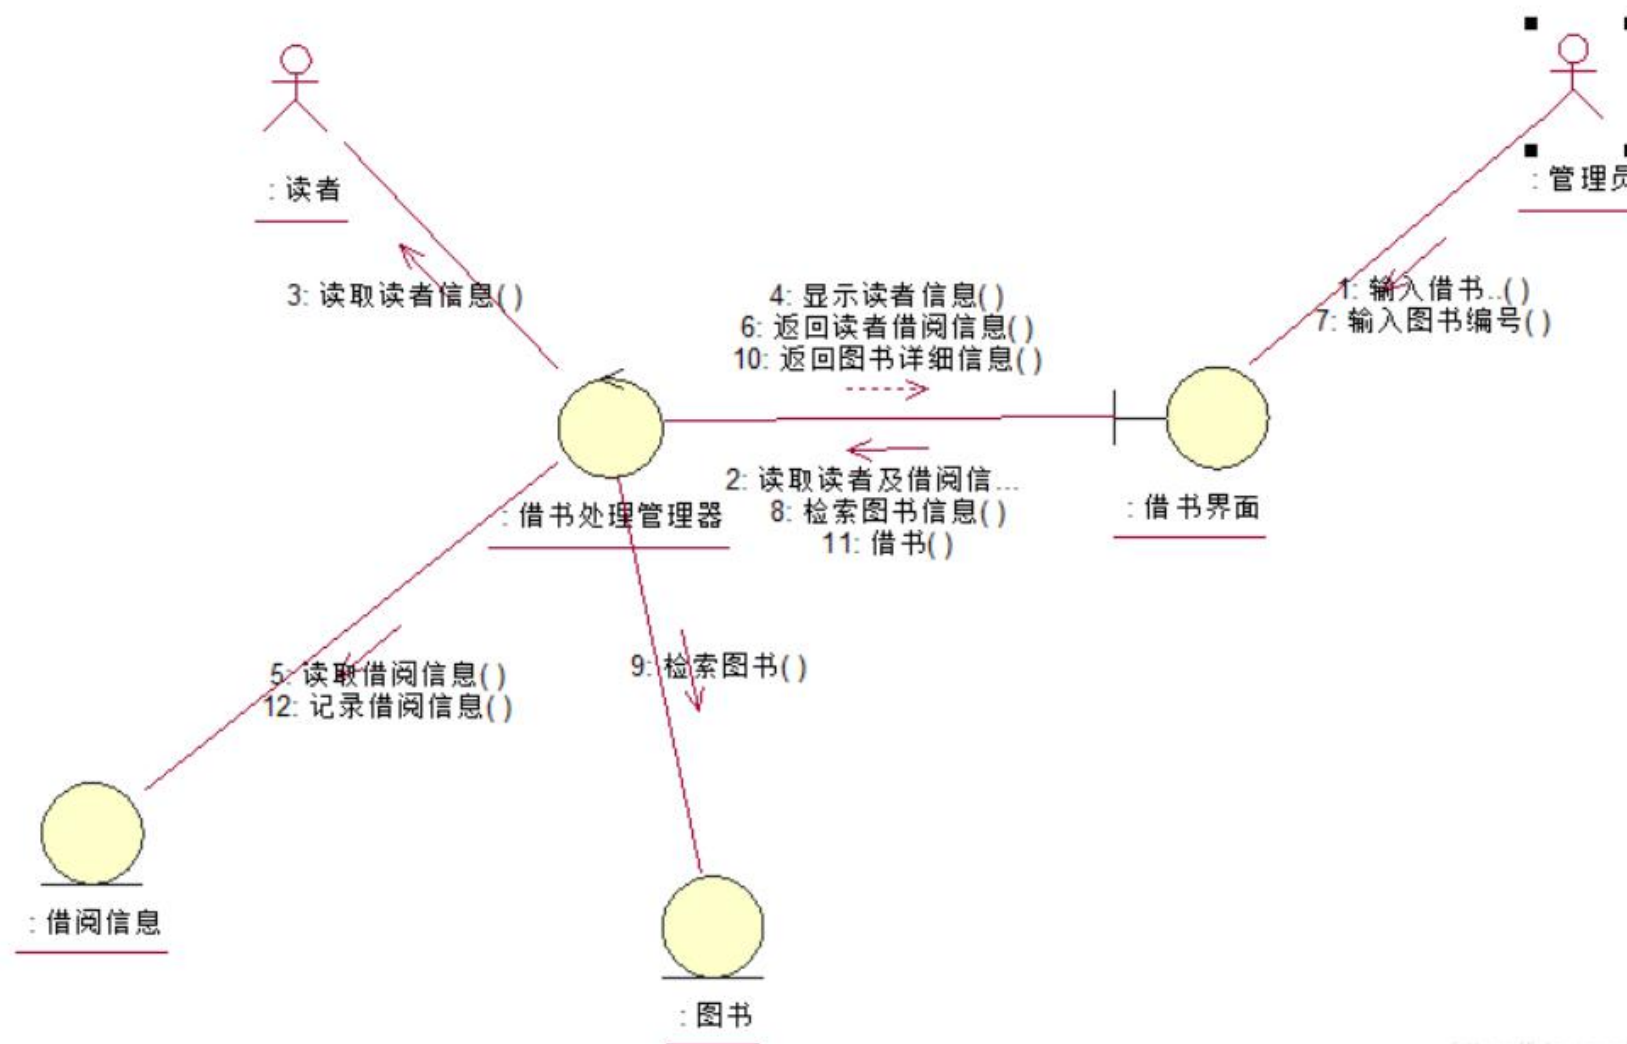 : 读者
: 管理员
3: 读取读者信息( )
4: 显示读者信息( )
6: 返回读者借阅信息( )
10: 返回图书详细信息( )
1: 输入借书..( )
7: 输入图书编号( )
2: 读取读者及借阅信...
8: 检索图书信息( )
11: 借书( )
: 借书处理管理器
: 借书界面
5: 读取借阅信息( )
12: 记录借阅信息( )
9: 检索图书( )
: 借阅信息
: 图书